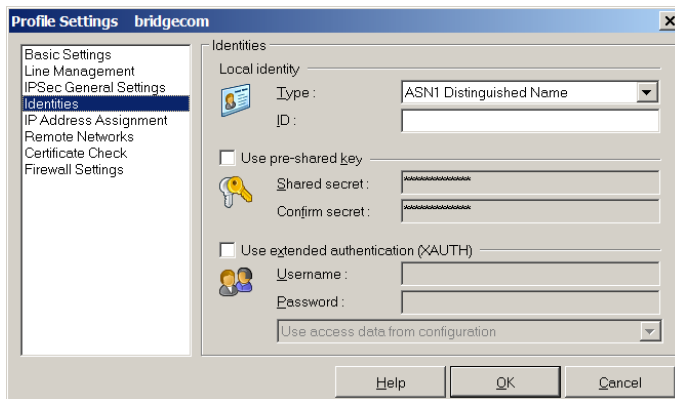 Profile Settings bridgecom
Basic Settings
Line Management
IPSec General Settings
Identities
IP Address Assignment
Remote Networks
Certificate Check
Firewall Settings
Identities
Local identity
Type :
ASN1 Distinguished Name
ID :
Use pre-shared key
Shared secret :
**************
Confirm secret :
**************
Use extended authentication (XAUTH)
Username :
Password :
Use access data from configuration
Help
OK
Cancel